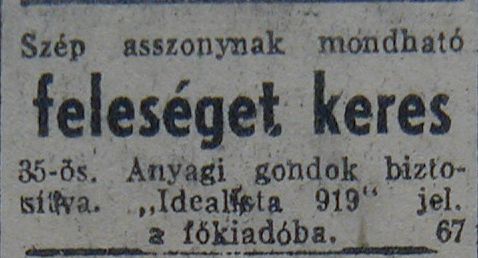 Szép asszonynak mondható
feleséget keres
35-ös. Anyagi gondok bizto-
sítva. „Idealista 919“ jel.
a főkiadóba. 67